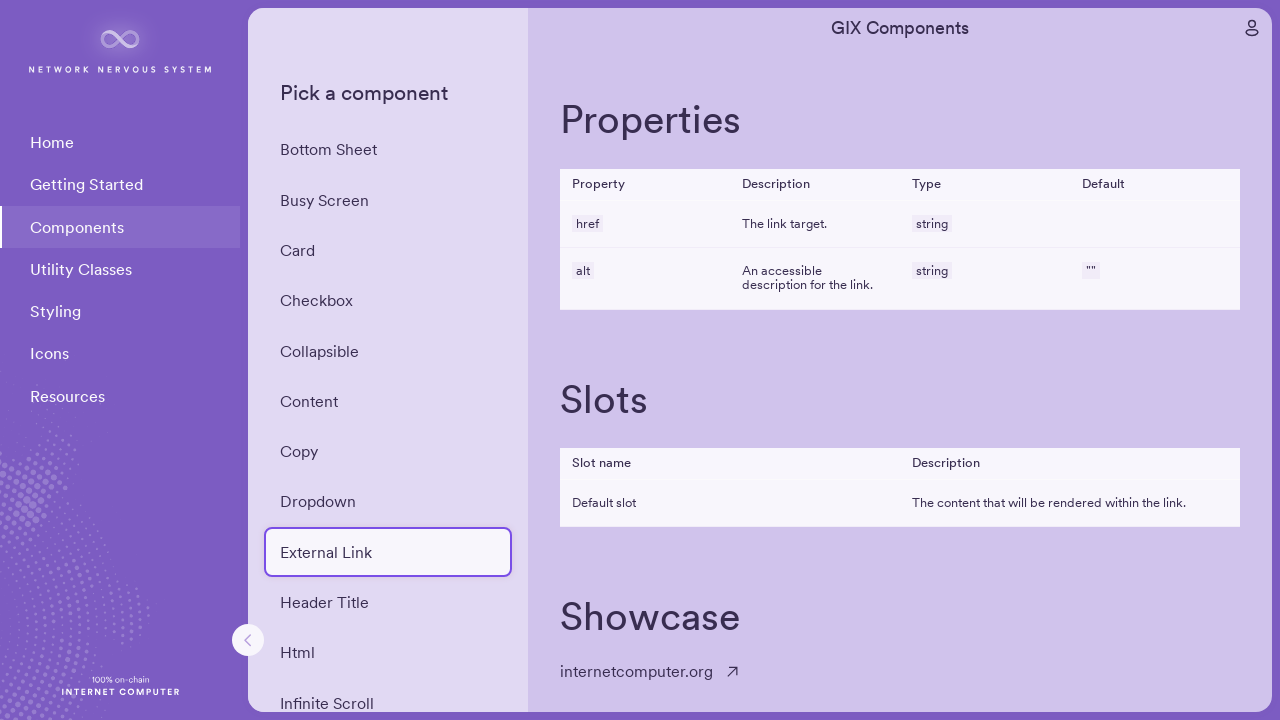 NETWORK NERVOUS SYSTEM
Home
Getting Started
Components
Utility Classes
Styling
Icons
Resources
100% on-chain
INTERNET COMPUTER
Pick a component
Bottom Sheet
Busy Screen
Card
Checkbox
Collapsible
Content
Copy
Dropdown
External Link
Header Title
Html
Infinite Scroll
GIX Components
Properties
Property Description Type Default
href The link target. string
alt An accessible description for the link. string ""
Slots
Slot name Description
Default slot The content that will be rendered within the link.
Showcase
internetcomputer.org